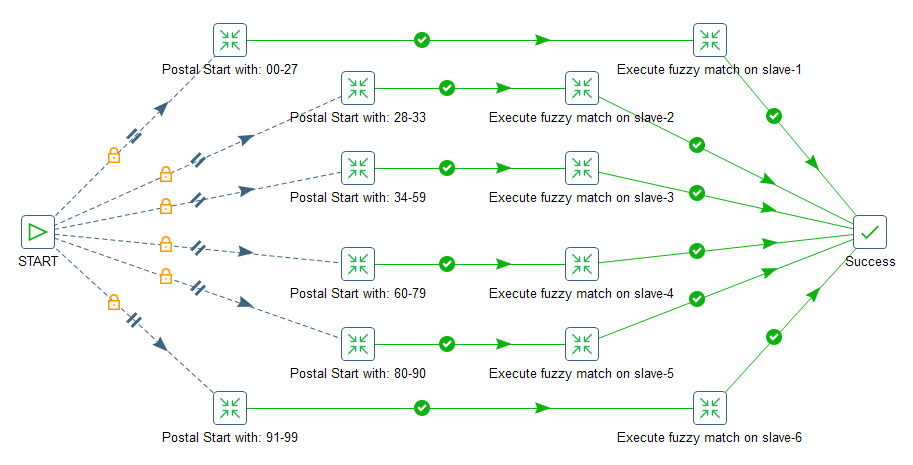 Postal Start with: 00-27
Execute fuzzy match on slave-1
Postal Start with: 28-33
Execute fuzzy match on slave-2
Postal Start with: 34-59
Execute fuzzy match on slave-3
START
Success
Postal Start with: 60-79
Execute fuzzy match on slave-4
Postal Start with: 80-90
Execute fuzzy match on slave-5
Postal Start with: 91-99
Execute fuzzy match on slave-6